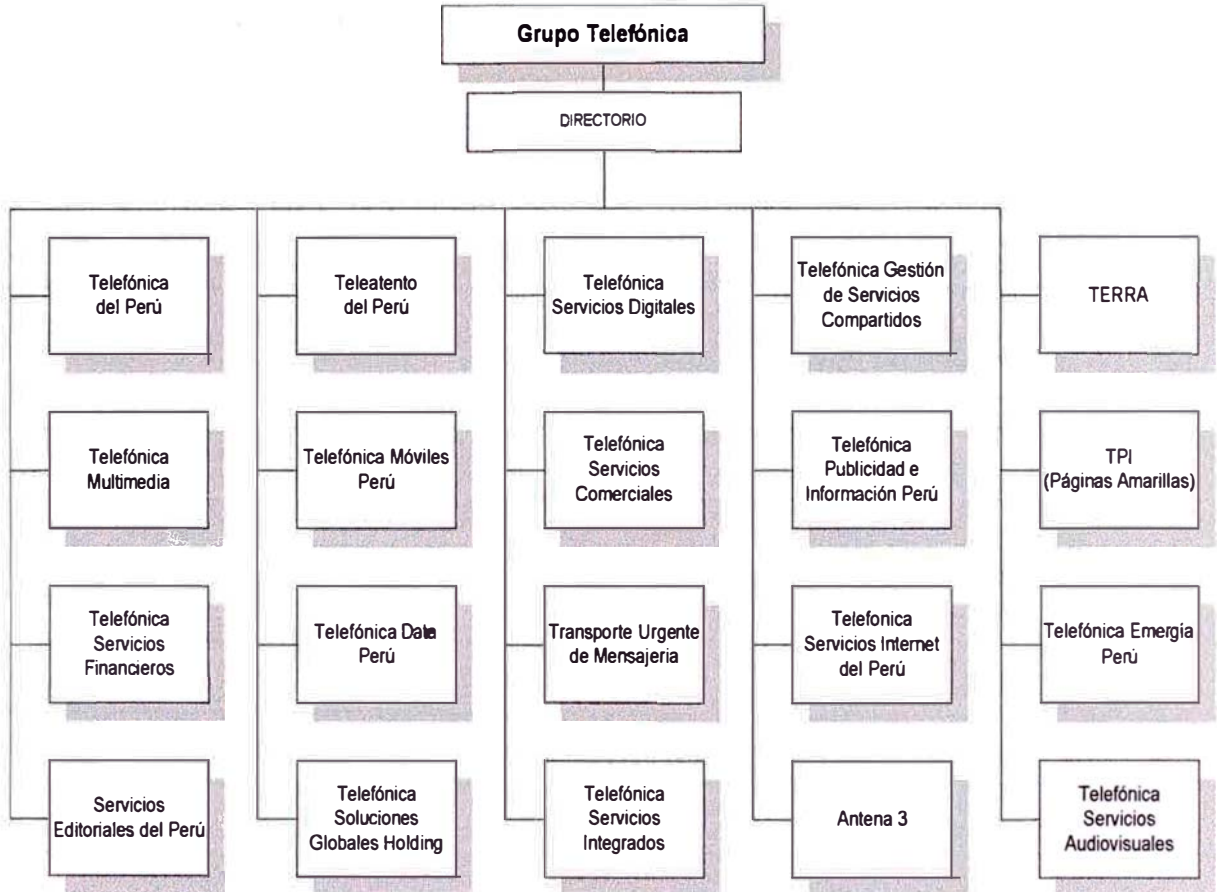 Grupo Telefónica
DIRECTORIO
Telefónica
del Perú
Teleatento
del Perú
Telefónica
Servicios Digitales
Telefónica Gestión
de Servicios
Compartidos
TERRA
Telefónica
Multimedia
Telefónica Móviles
Perú
Telefónica
Servicios
Comerciales
Telefónica
Publicidad e
Información Perú
TPI
(Páginas Amarillas)
Telefónica
Servicios
Financieros
Telefónica Data
Perú
Transporte Urgente
de Mensajeria
Telefonica
Servicios Internet
del Perú
Telefónica Emergía
Perú
Servicios
Editoriales del Perú
Telefónica
Soluciones
Globales Holding
Telefónica
Servicios
Integrados
Antena 3
Telefónica
Servicios
Audiovisuales